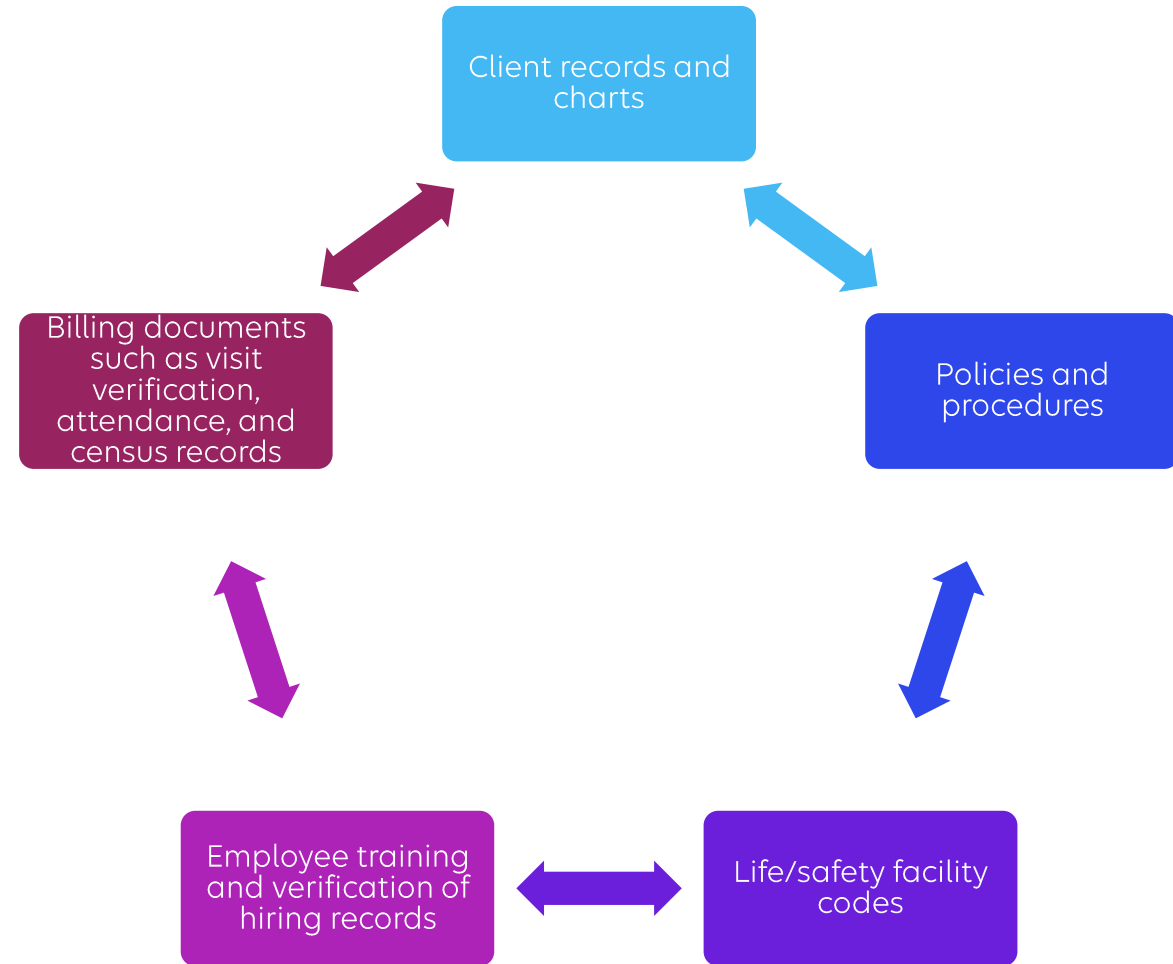 Client records and
charts
Billing documents
such as visit
verification,
attendance, and
census records
Policies and
procedures
Employee training
and verification of
hiring records
Life/safety facility
codes